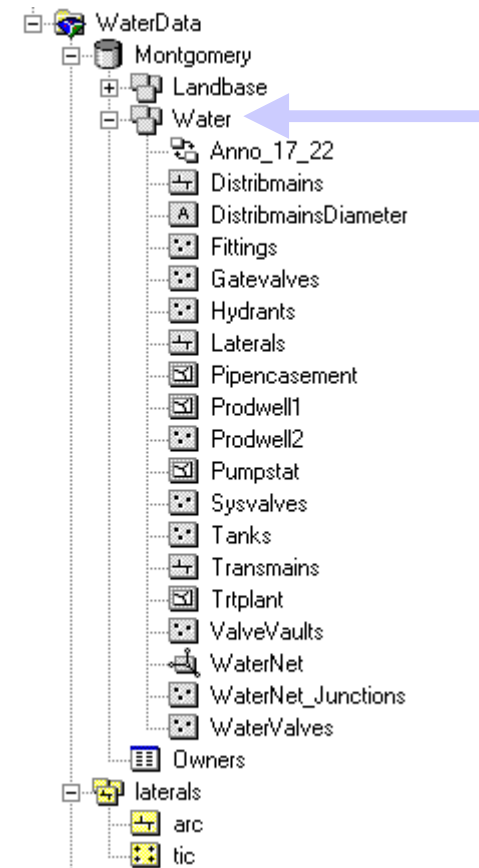 WaterData
Montgomery
Landbase
Water
Anno_17_22
Distribmains
A DistribmainsDiameter
Fittings
Gatevalves
Hydrants
Laterals
Pipencasement
Prodwell1
Prodwell2
Pumpstat
Sysvalves
Tanks
Transmains
Trtplant
ValveVaults
WaterNet
WaterNet_Junctions
WaterValves
Owners
laterals
arc
tic